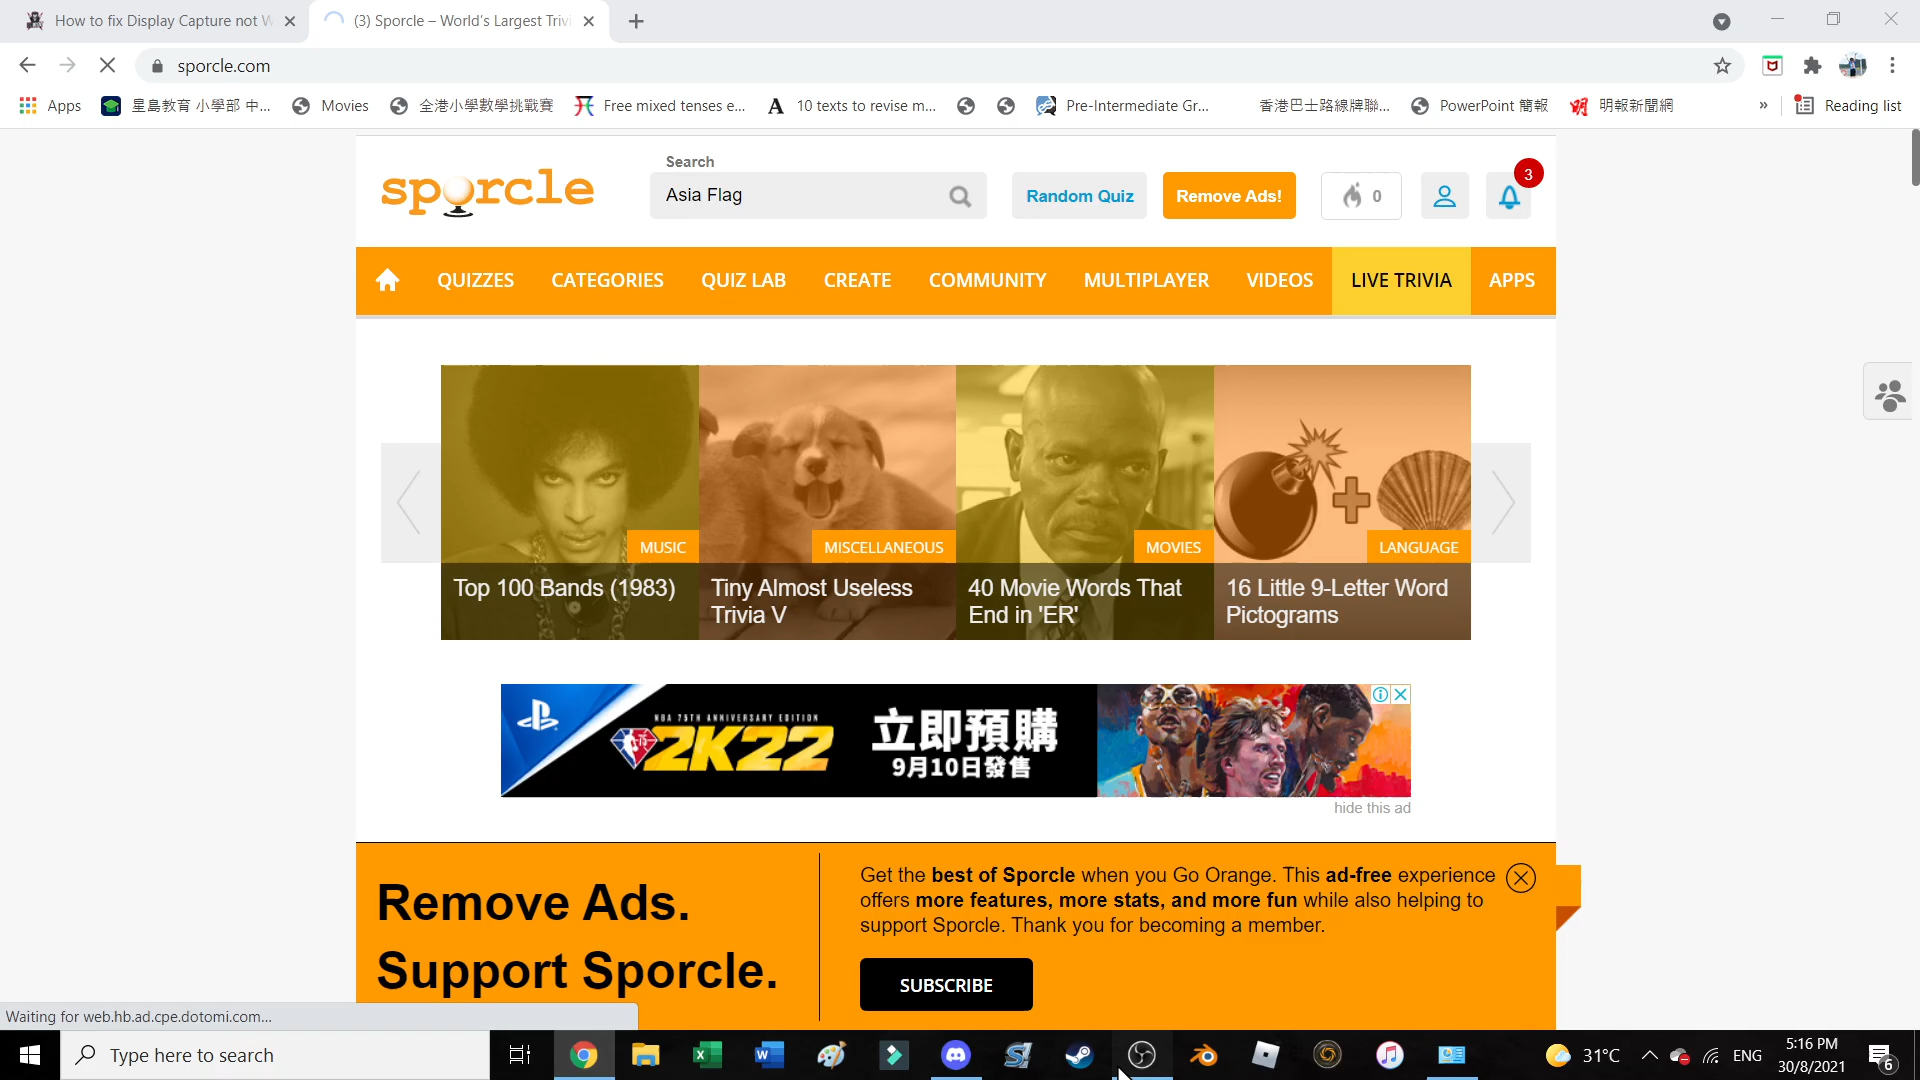 How to fix Display Capture not W
(3) Sporcle – World's Largest Trivi
sporcle.com
Apps
星島教育 小學部 中...
Movies
全港小學數學挑戰賽
Free mixed tenses e...
10 texts to revise m...
Pre-Intermediate Gr...
香港巴士路線牌聯...
PowerPoint 簡報
明報新聞網
»
Reading list
sporcle
Search
Asia Flag
Random Quiz
Remove Ads!
0
3
QUIZZES
CATEGORIES
QUIZ LAB
CREATE
COMMUNITY
MULTIPLAYER
VIDEOS
LIVE TRIVIA
APPS
MUSIC
Top 100 Bands (1983)
MISCELLANEOUS
Tiny Almost Useless
Trivia V
MOVIES
40 Movie Words That
End in 'ER'
LANGUAGE
16 Little 9-Letter Word
Pictograms
NBA 75TH ANNIVERSARY EDITION
2K22
立即預購
9月10日發售
hide this ad
Remove Ads.
Support Sporcle.
Get the best of Sporcle when you Go Orange. This ad-free experience
offers more features, more stats, and more fun while also helping to
support Sporcle. Thank you for becoming a member.
SUBSCRIBE
Waiting for web.hb.ad.cpe.dotomi.com...
Type here to search
31°C
ENG
5:16 PM
30/8/2021
6